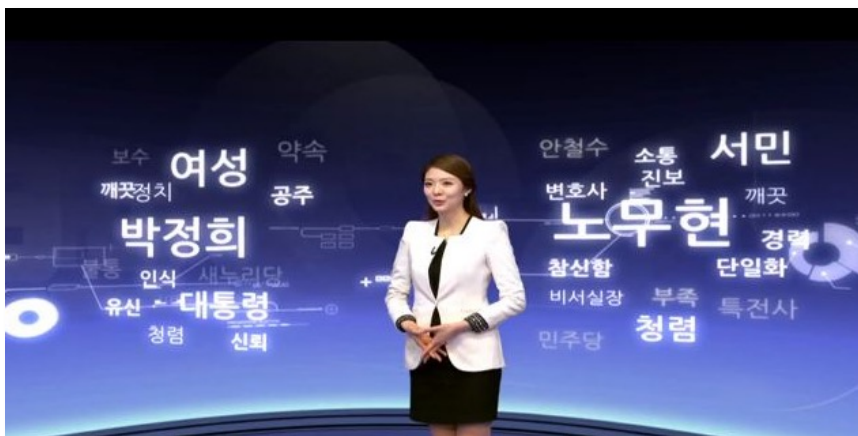 보수 여성 약속
깨끗정치 공주
박정희
불통 인식 새누리당
유신 대통령
청렴 신뢰
안철수 소통 서민
변호사 진보 깨끗
노무현 경력
참신함 단일화
비서실장 부족 특전사
민주당 청렴